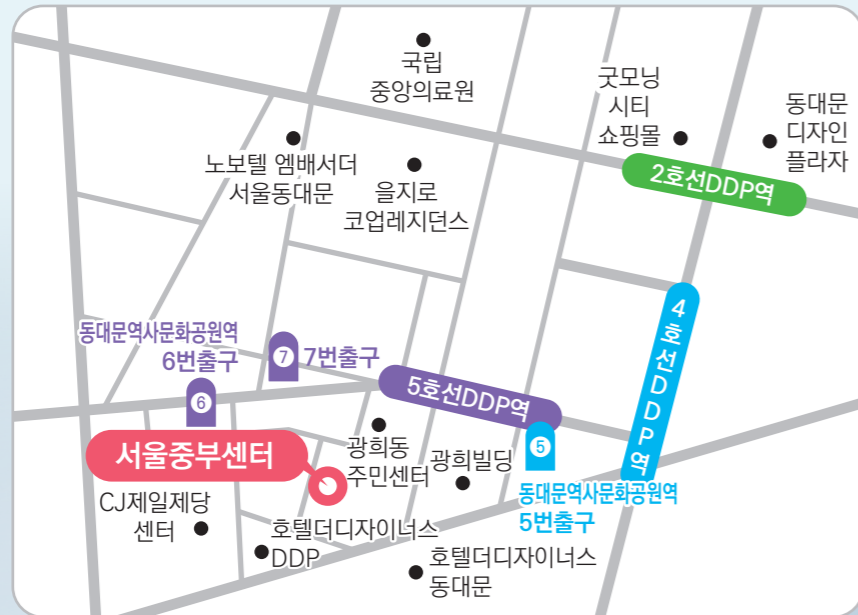 국립
중앙의료원
굿모닝
시티
쇼핑몰
동대문
디자인
플라자
노보텔 엠배서더
서울동대문
을지로
코업레지던스
2호선DDP역
4호선DDP역
동대문역사문화공원역
6번출구
7
7번출구
6
5호선DDP역
서울중부센터
광희동
주민센터
광희빌딩
5
동대문역사문화공원역
5번출구
CJ제일제당
센터
호텔더디자이너스
DDP
호텔더디자이너스
동대문